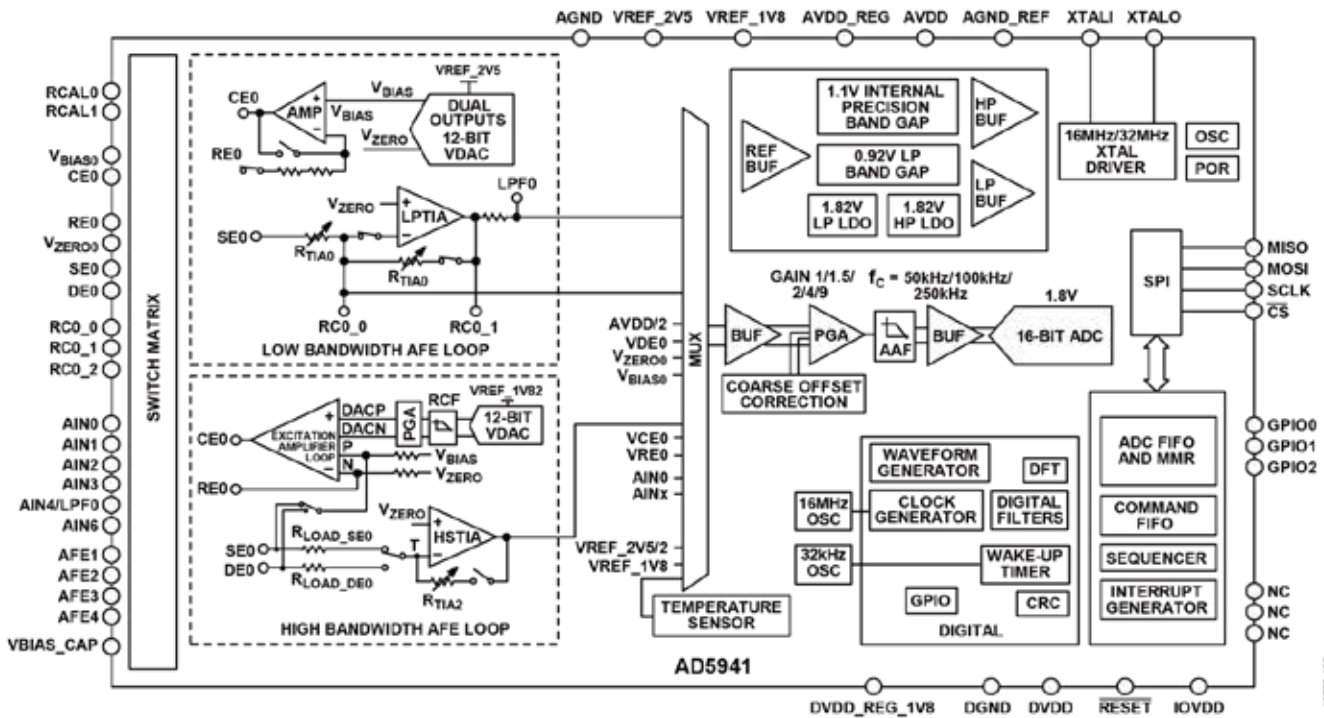 AGND VREF_2V5 VREF_1V8 AVDD_REG AVDD AGND_REF XTALI XTALO
RCAL0
RCAL1
VBIAS0
CE0
RE0
VZERO0
SE0
DE0
RC0_0
RC0_1
RC0_2
AIN0
AIN1
AIN2
AIN3
AIN4/LPF0
AIN6
AFE1
AFE2
AFE3
AFE4
VBIAS_CAP
SWITCH MATRIX
VREF_2V5
CE0
AMP
+
VBIAS
VBIAS
−
VZERO
DUAL
OUTPUTS
12-BIT
VDAC
RE0
LPF0
VZERO
+
LPTIA
−
SE0
RTIA0
RTIA0
RC0_0
RC0_1
LOW BANDWIDTH AFE LOOP
VREF_1V82
CE0
+
EXCITATION
AMPLIFIER
LOOP
−
DACP
DACN
P
N
PGA
RCF
12-BIT
VDAC
VBIAS
VZERO
RE0
VZERO
+
HSTIA
−
T
RLOAD_SE0
SE0
DE0
RLOAD_DE0
RTIA2
HIGH BANDWIDTH AFE LOOP
MUX
AVDD/2
VDE0
VZERO0
VBIAS0
VCE0
VRE0
AIN0
AINx
VREF_2V5/2
VREF_1V8
TEMPERATURE
SENSOR
REF
BUF
1.1V INTERNAL
PRECISION
BAND GAP
0.92V LP
BAND GAP
1.82V
LP LDO
1.82V
HP LDO
HP
BUF
LP
BUF
16MHz/32MHz
XTAL
DRIVER
OSC
POR
GAIN 1/1.5/
2/4/9
fC = 50kHz/100kHz/
250kHz
BUF
PGA
AAF
BUF
1.8V
16-BIT ADC
COARSE OFFSET
CORRECTION
SPI
MISO
MOSI
SCLK
CS
WAVEFORM
GENERATOR
DFT
16MHz
OSC
CLOCK
GENERATOR
DIGITAL
FILTERS
32kHz
OSC
WAKE-UP
TIMER
GPIO
CRC
DIGITAL
ADC FIFO
AND MMR
COMMAND
FIFO
SEQUENCER
INTERRUPT
GENERATOR
GPIO0
GPIO1
GPIO2
NC
NC
NC
AD5941
DVDD_REG_1V8 DGND DVDD RESET IOVDD